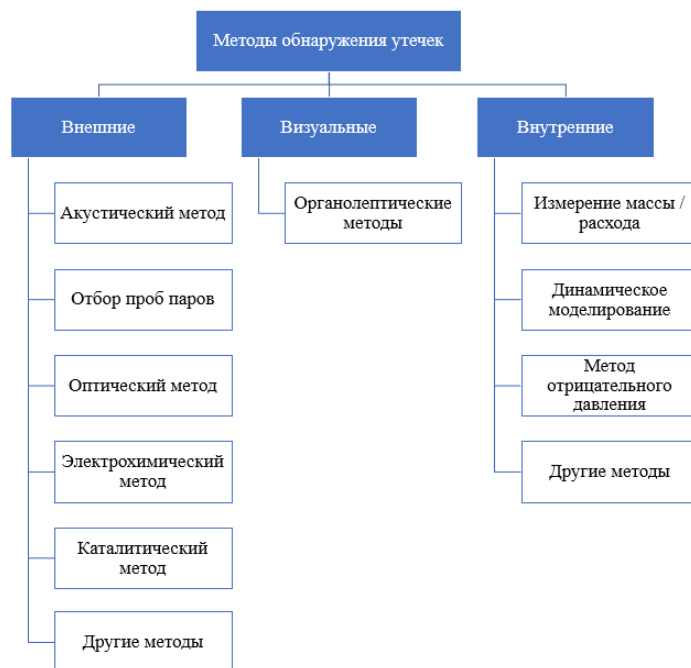 Методы обнаружения утечек
Внешние
Акустический метод
Отбор проб паров
Оптический метод
Электрохимический
метод
Каталитический
метод
Другие методы
Визуальные
Органолептические
методы
Внутренние
Измерение массы /
расхода
Динамическое
моделирование
Метод
отрицательного
давления
Другие методы